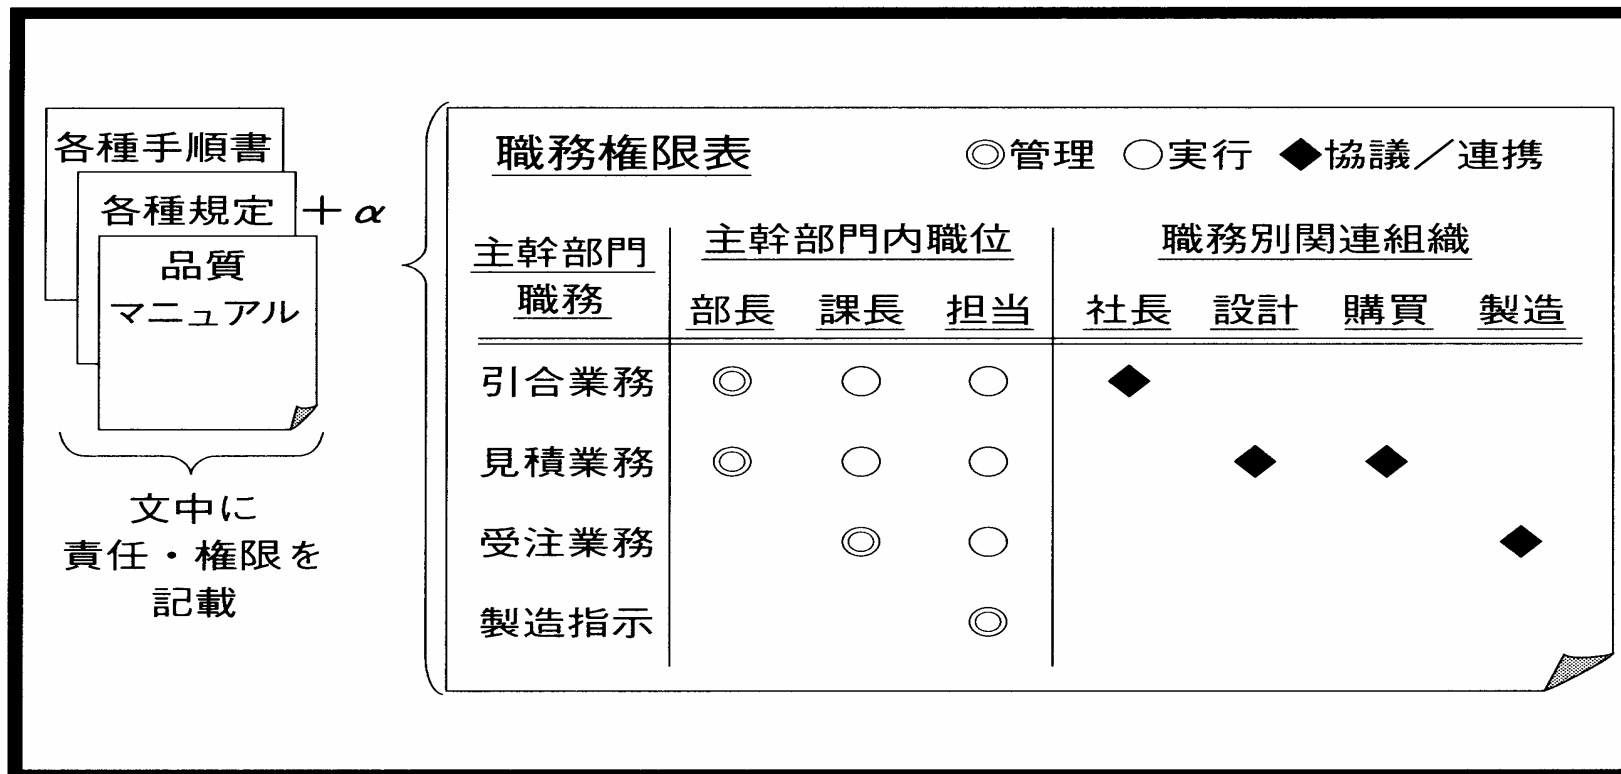 各種手順書
各種規定
品質
マニュアル
+α
文中に
責任・権限を
記載
職務権限表 ◎管理 ○実行 ◆協議／連携
主幹部門
職務
主幹部門内職位 職務別関連組織
部長 課長 担当 社長 設計 購買 製造
引合業務 ◎ ○ ○ ◆
見積業務 ◎ ○ ○ ◆ ◆
受注業務 ◎ ○ ◆
製造指示 ◎